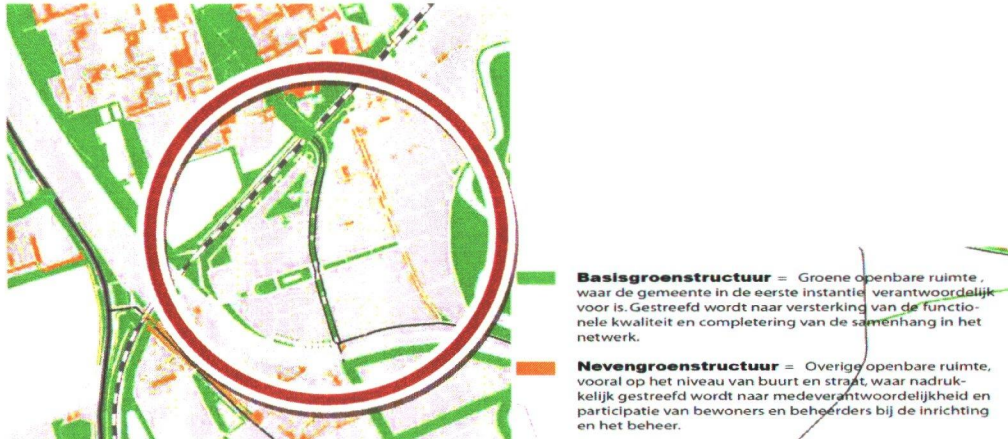 Basisgroenstructuur = Groene openbare ruimte ,
waar de gemeente in de eerste instantie verantwoordelijk
voor is. Gestreefd wordt naar versterking van de functio-
nele kwaliteit en completering van de samenhang in het
netwerk.
Nevengroenstructuur = Overige openbare ruimte,
vooral op het niveau van buurt en straat, waar nadruk-
kelijk gestreefd wordt naar medeverantwoordelijkheid en
participatie van bewoners en beheerders bij de inrichting
en het beheer.